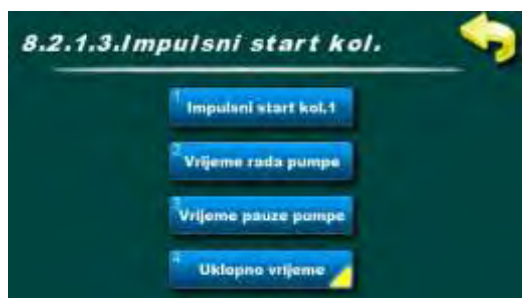 8.2.1.3.Impulsni start kol.
1
Impulsni start kol.1
2
Vrijeme rada pumpe
3
Vrijeme pauze pumpe
4
Uklopno vrijeme